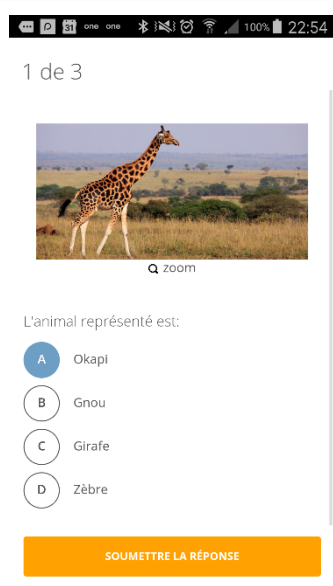 31 one one 100% 22:54
1 de 3
zoom
L'animal représenté est:
A Okapi
B Gnou
C Girafe
D Zèbre
SOUMETTRE LA RÉPONSE